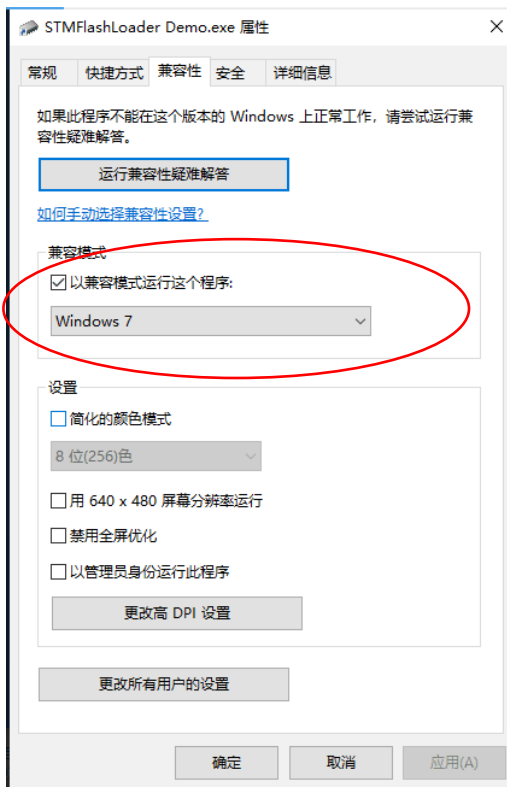 STMFlashLoader Demo.exe 属性
常规 快捷方式 兼容性 安全 详细信息
如果此程序不能在这个版本的 Windows 上正常工作，请尝试运行兼
容性疑难解答。
运行兼容性疑难解答
如何手动选择兼容性设置?
兼容模式
以兼容模式运行这个程序:
Windows 7
设置
简化的颜色模式
8 位(256)色
用 640 x 480 屏幕分辨率运行
禁用全屏优化
以管理员身份运行此程序
更改高 DPI 设置
更改所有用户的设置
确定 取消 应用(A)